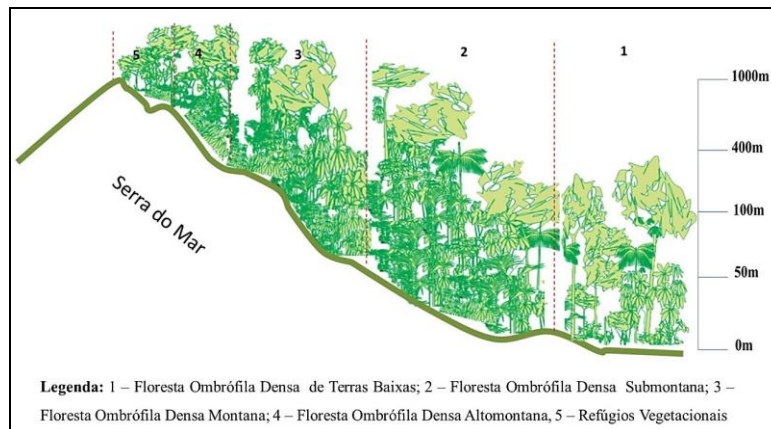 5
4
3
2
1
1000m
400m
100m
50m
0m
Serra do Mar
Legenda: 1 – Floresta Ombrófila Densa de Terras Baixas; 2 – Floresta Ombrófila Densa Submontana; 3 –
Floresta Ombrófila Densa Montana; 4 – Floresta Ombrófila Densa Altomontana, 5 – Refúgios Vegetacionais